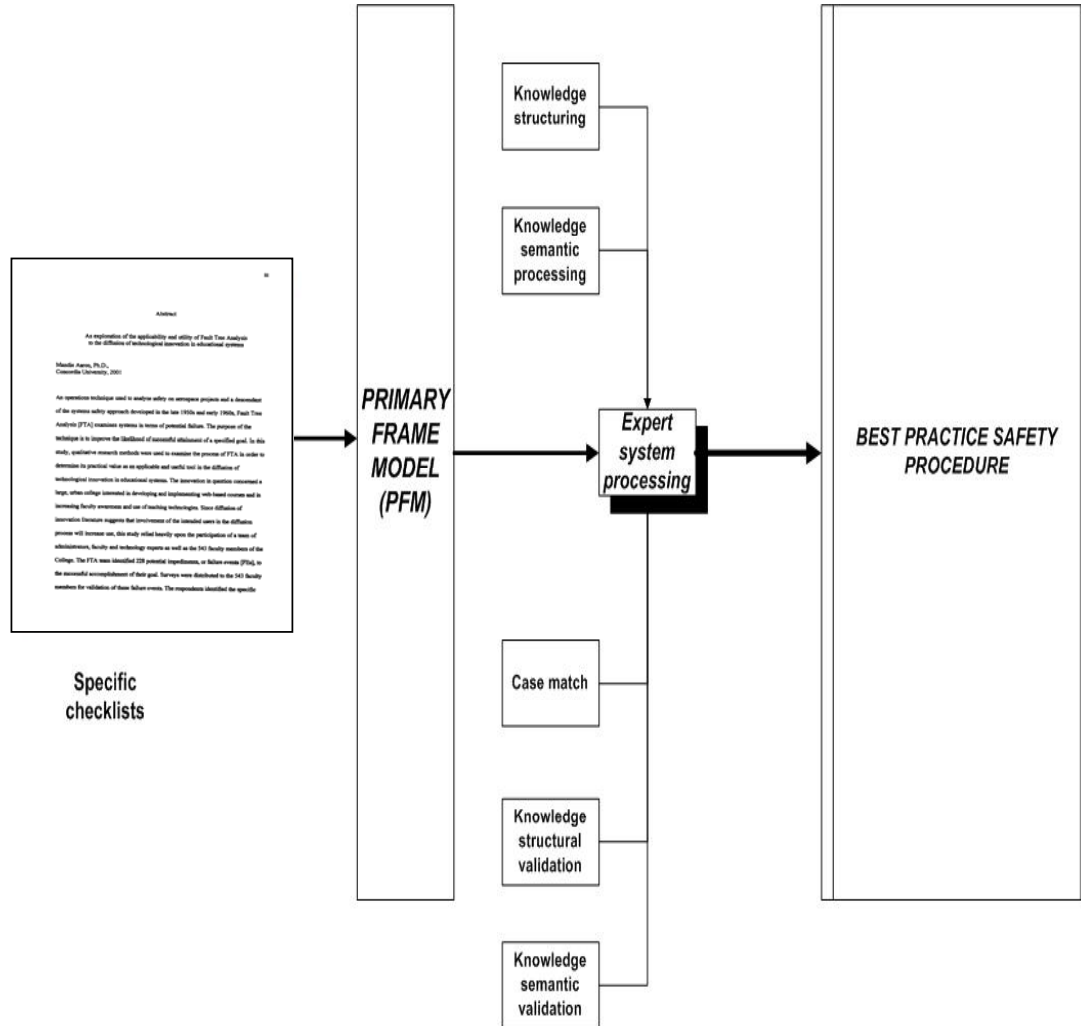 Abstract
An exploration of the applicability and utility of Fault Tree Analysis
to the diffusion of technological innovation in educational systems
Concordia University, 2001
An operations technique used to analyse safety on aerospace projects and a descendant
of the systems safety approach developed in the late 1950s and early 1960s, Fault Tree
Analysis [FTA] examines systems in terms of potential failure. The purpose of the
technique is to improve the likelihood of successful attainment of a specified goal. In this
study, qualitative research methods were used to examine the process of FTA in order to
determine its practical value as an applicable and useful tool in the diffusion of
technological innovation in educational systems. The innovation in question concerned a
large, urban college interested in developing and implementing web-based courses and in
increasing faculty awareness and use of teaching technologies. Since diffusion of
innovation literature suggests that involvement of the intended users in the diffusion
process will increase use, this study relied heavily upon the participation of a team of
administrators, faculty and technology experts as well as the 543 faculty members of the
College. The FTA team identified 228 potential impediments, or failure events [FEs], to
the successful accomplishment of their goal. Surveys were distributed to the 543 faculty
members for validation of these failure events. The respondents identified the specific
Specific
checklists
PRIMARY
FRAME
MODEL
(PFM)
Knowledge
structuring
Knowledge
semantic
processing
Expert
system
processing
Case match
Knowledge
structural
validation
Knowledge
semantic
validation
BEST PRACTICE SAFETY
PROCEDURE